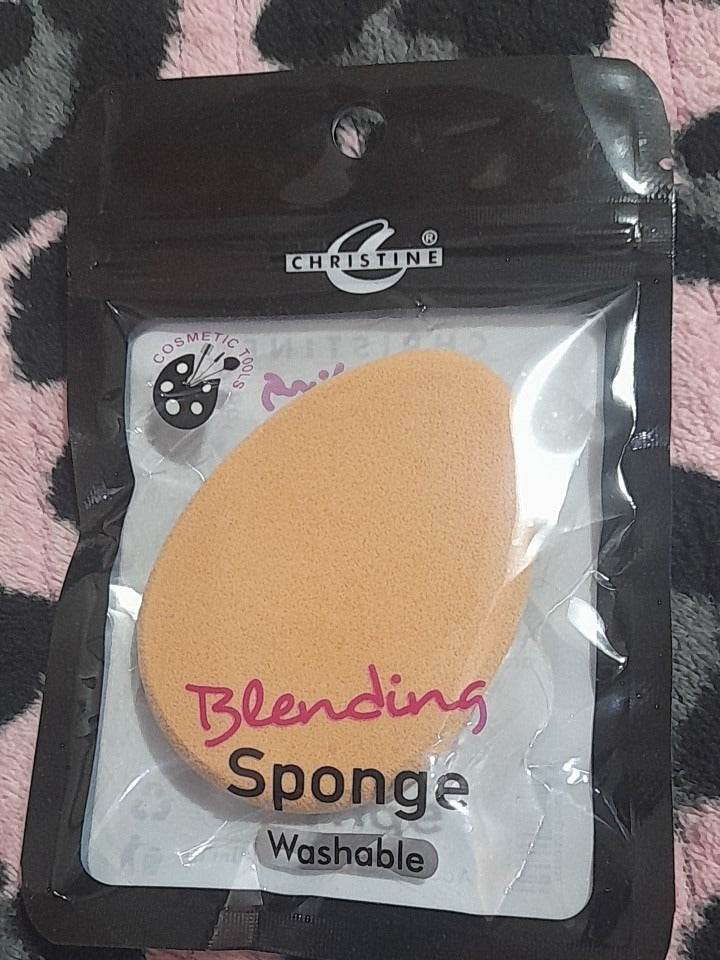 CHRISTINE®
COSMETIC TOOLS
Blending
Sponge
Washable